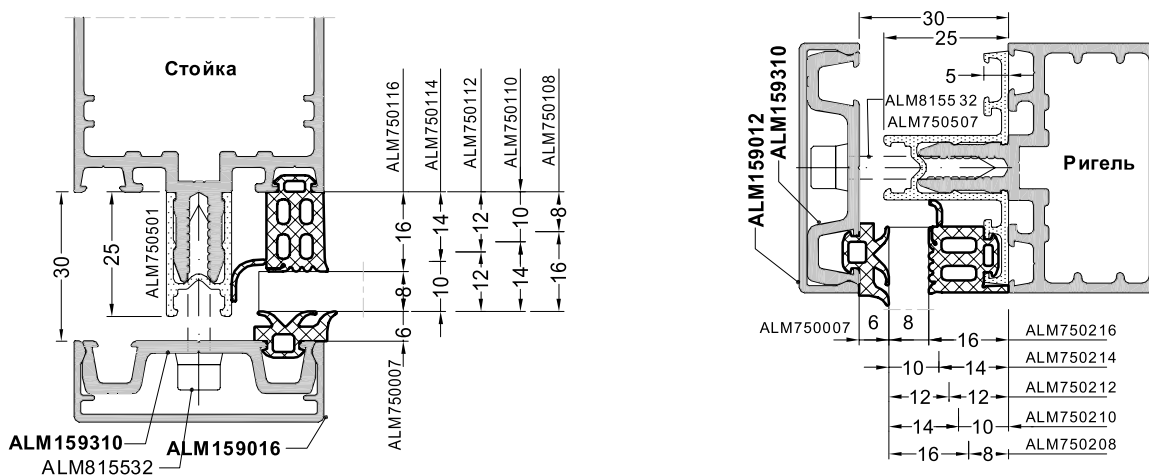 Стойка
ALM750116
ALM750114
ALM750112
ALM750110
ALM750108
30
25
ALM750501
16
14
12
10
8
8
10
12
14
16
6
ALM750007
ALM159310
ALM159016
ALM815532
30
25
5
ALM815532
ALM750507
ALM159310
ALM159012
Ригель
ALM750007
6
8
16
ALM750216
10
14
ALM750214
12
12
ALM750212
14
10
ALM750210
16
8
ALM750208